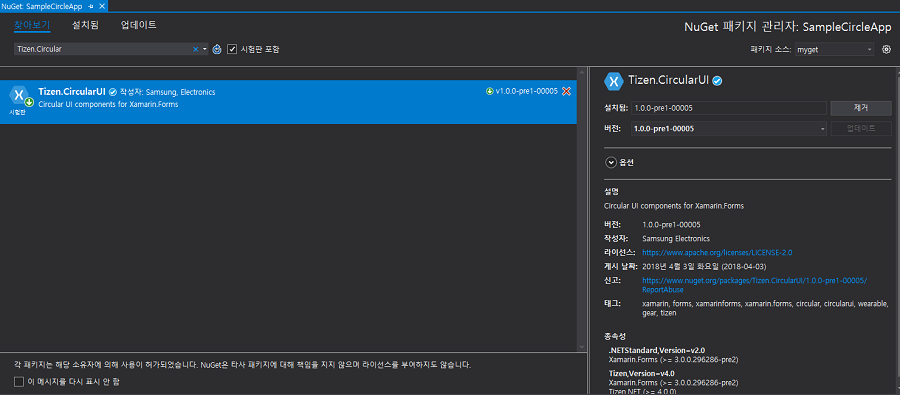 NuGet: SampleCircleApp
찾아보기 설치됨 업데이트
NuGet 패키지 관리자: SampleCircleApp
Tizen.Circular
시험판 포함
패키지 소스: myget
Tizen.CircularUI 작성자: Samsung, Electronics
v1.0.0-pre1-00005
Circular UI components for Xamarin.Forms
시험판
Tizen.CircularUI
설치됨: 1.0.0-pre1-00005 제거
버전: 1.0.0-pre1-00005 업데이트
옵션
설명
Circular UI components for Xamarin.Forms
버전: 1.0.0-pre1-00005
작성자: Samsung Electronics
라이선스: https://www.apache.org/licenses/LICENSE-2.0
게시 날짜: 2018년 4월 3일 화요일 (2018-04-03)
신고: https://www.nuget.org/packages/Tizen.CircularUI/1.0.0-pre1-00005/
ReportAbuse
태그: xamarin, forms, xamarinforms, xamarin.forms, circular, circularui, wearable,
gear, tizen
종속성
.NETStandard,Version=v2.0
Xamarin.Forms (>= 3.0.0.296286-pre2)
Tizen,Version=v4.0
Xamarin.Forms (>= 3.0.0.296286-pre2)
Tizen.NET (>= 4.0.0)
각 패키지는 해당 소유자에 의해 사용이 허가되었습니다. NuGet은 타사 패키지에 대해 책임을 지지 않으며 라이선스를 부여하지도 않습니다.
이 메시지를 다시 표시 안 함